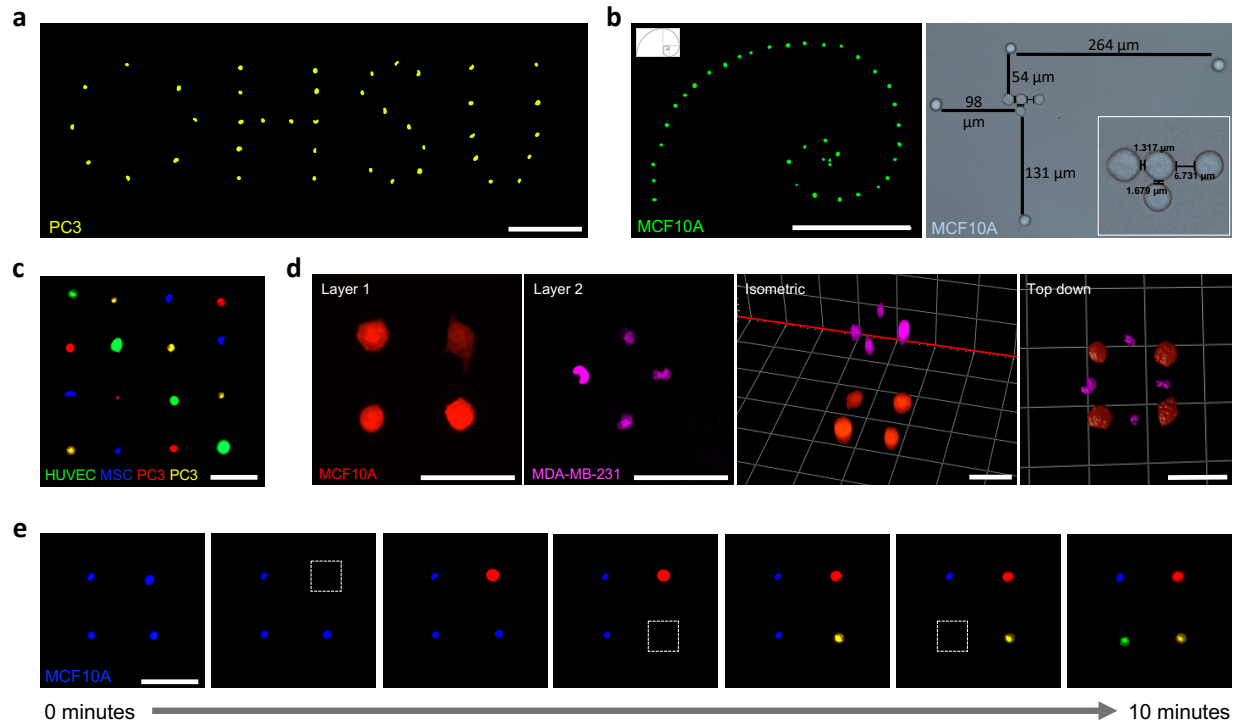 a
PC3
b
MCF10A
264 µm
54 µm
98
µm
131 µm
1.317 µm
6.731 µm
1.679 µm
MCF10A
c
HUVEC MSC PC3 PC3
d
Layer 1
MCF10A
Layer 2
MDA-MB-231
Isometric
Top down
e
MCF10A
0 minutes
10 minutes